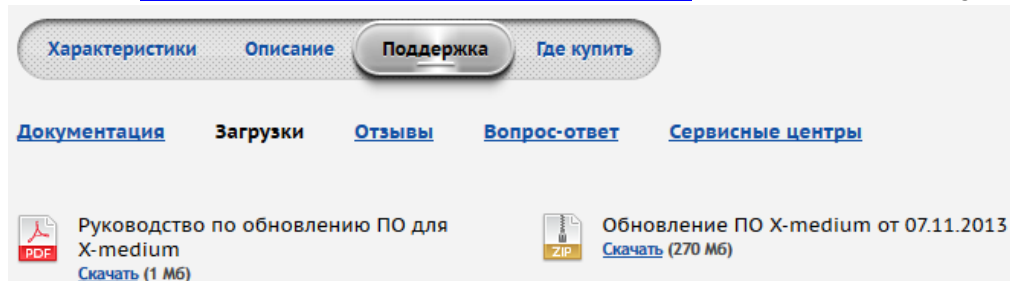 Характеристики Описание Поддержка Где купить
Документация Загрузки Отзывы Вопрос-ответ Сервисные центры
PDF
Руководство по обновлению ПО для
X-medium
Скачать (1 Мб)
ZIP
Обновление ПО X-medium от 07.11.2013
Скачать (270 Мб)